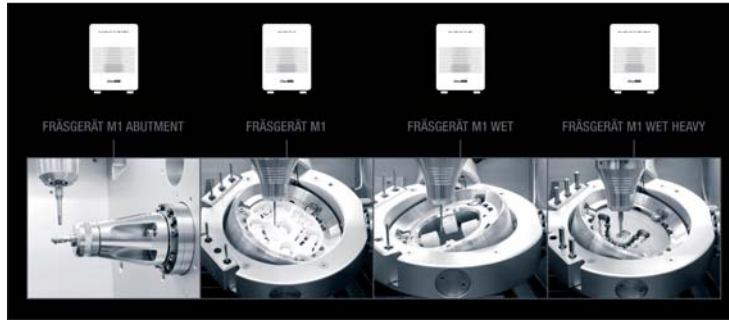 FRÄSGERÄT M1 ABUTMENT
FRÄSGERÄT M1
FRÄSGERÄT M1 WET
FRÄSGERÄT M1 WET HEAVY